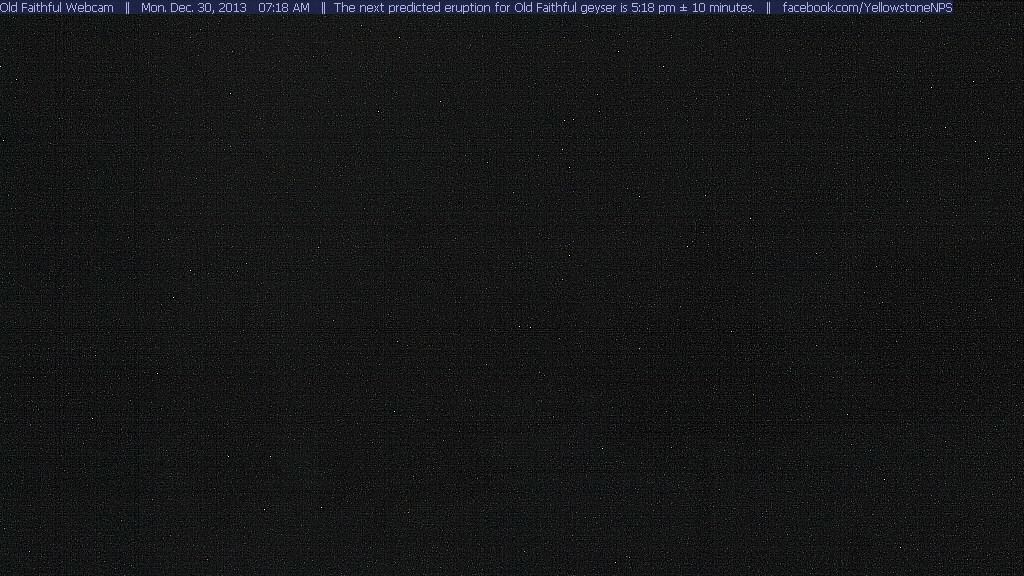 Old Faithful Webcam || Mon. Dec. 30, 2013 07:18 AM || The next predicted eruption for Old Faithful geyser is 5:18 pm ± 10 minutes. || facebook.com/YellowstoneNPS